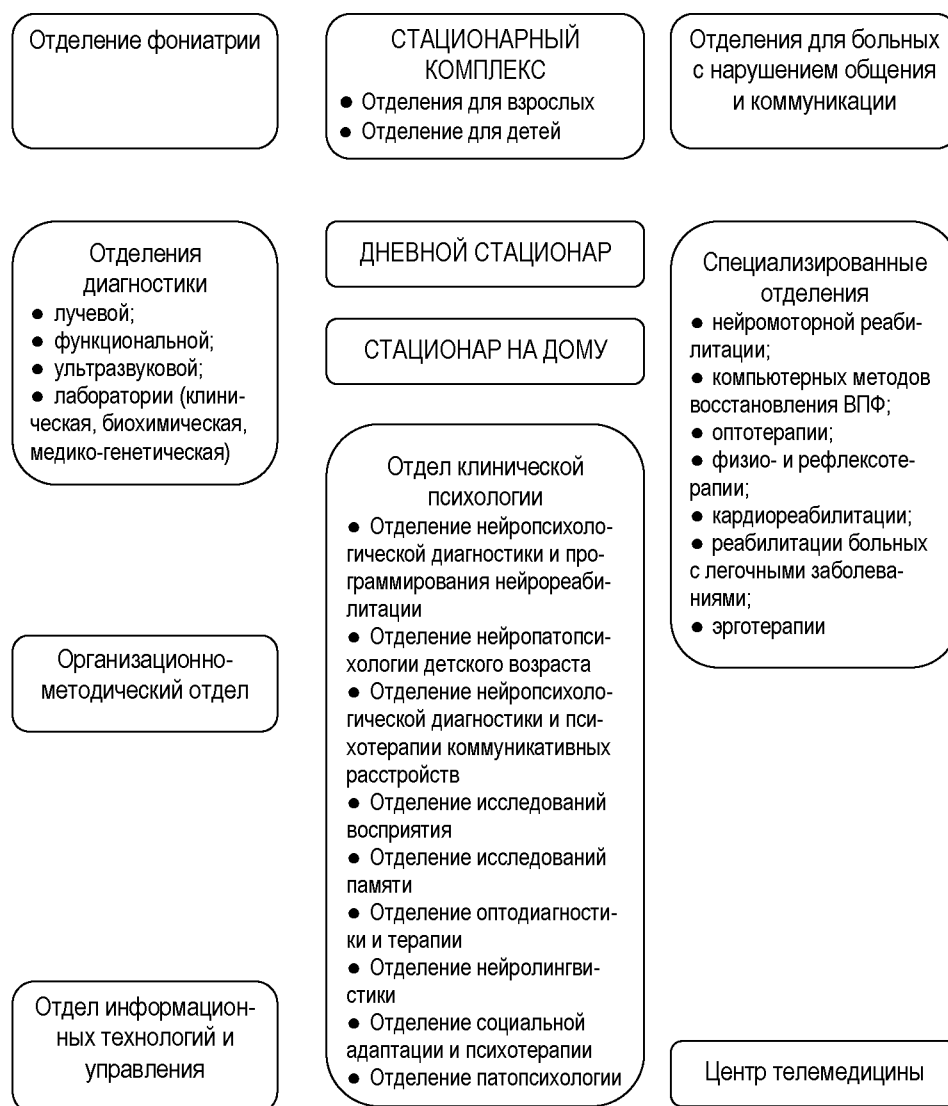 Отделение фониатрии
СТАЦИОНАРНЫЙ
КОМПЛЕКС
● Отделения для взрослых
● Отделение для детей
Отделения для больных
с нарушением общения
и коммуникации
Отделения
диагностики
● лучевой;
● функциональной;
● ультразвуковой;
● лаборатории (клини-
ческая, биохимическая,
медико-генетическая)
ДНЕВНОЙ СТАЦИОНАР
СТАЦИОНАР НА ДОМУ
Специализированные
отделения
● нейромоторной реаби-
литации;
● компьютерных методов
восстановления ВПФ;
● оптотерапии;
● физио- и рефлексоте-
рапии;
● кардиореабилитации;
● реабилитации больных
с легочными заболева-
ниями;
● эрготерапии
Отдел клинической
психологии
● Отделение нейропсихоло-
гической диагностики и про-
граммирования нейрореаби-
литации
● Отделение нейропатопси-
хологии детского возраста
● Отделение нейропсихоло-
гической диагностики и пси-
хотерапии коммуникативных
расстройств
● Отделение исследований
восприятия
● Отделение исследований
памяти
● Отделение оптодиагности-
ки и терапии
● Отделение нейролингви-
стики
● Отделение социальной
адаптации и психотерапии
● Отделение патопсихологии
Организационно-
методический отдел
Отдел информацион-
ных технологий и
управления
Центр телемедицины